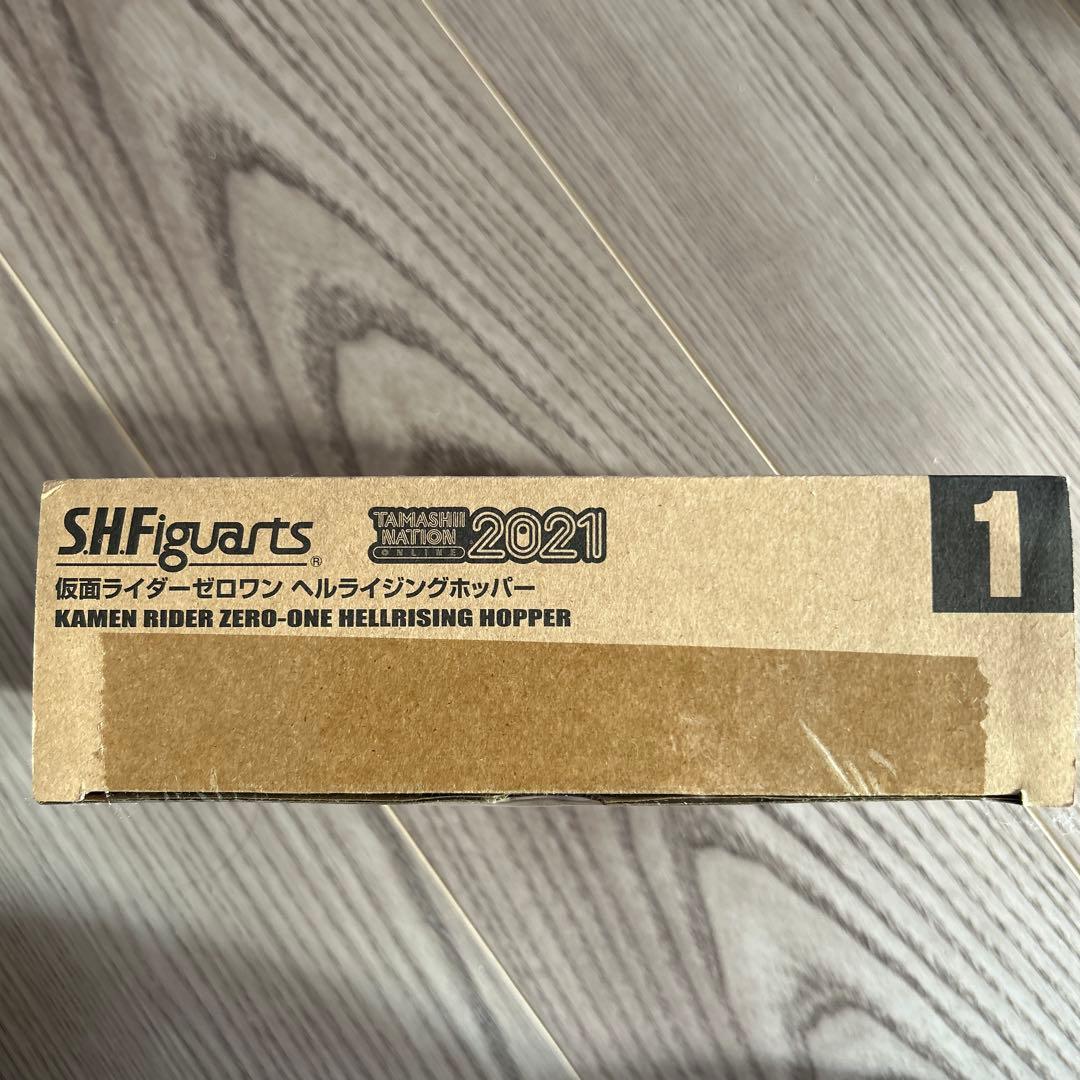 S.H.Figuarts®
TAMASHII
NATION
ONLINE
2021
仮面ライダーゼロワン ヘルライジングホッパー
KAMEN RIDER ZERO-ONE HELLRISING HOPPER
1